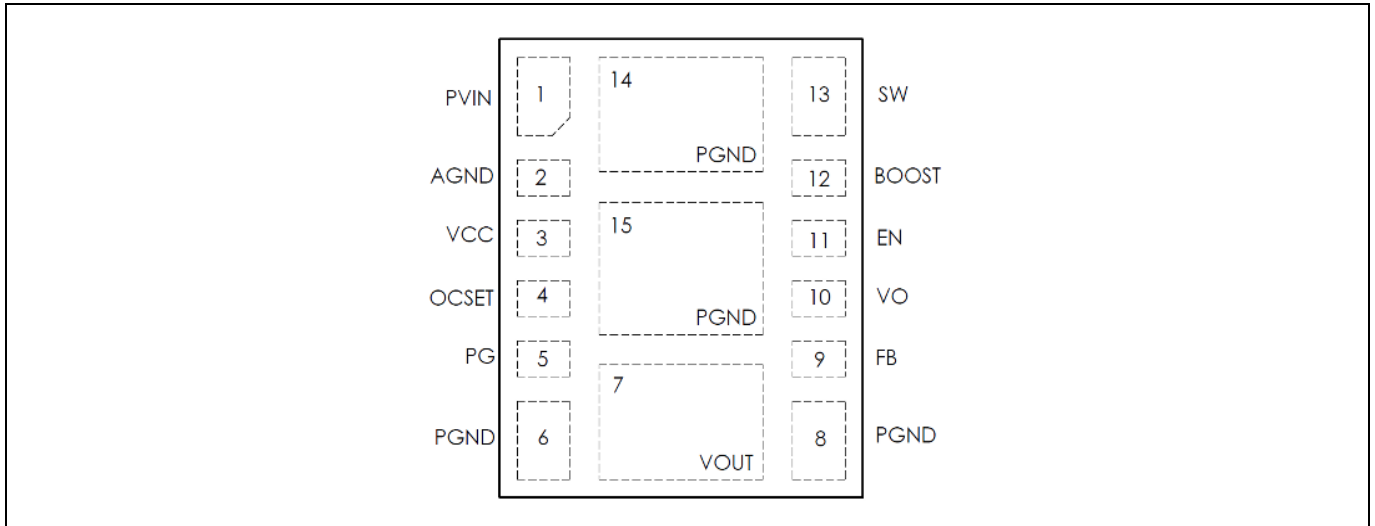 PVIN 1 14 13 SW
PGND
AGND 2 12 BOOST
VCC 3 15 11 EN
OCSET 4 10 VO
PGND
PG 5 9 FB
7
PGND 6 8 PGND
VOUT